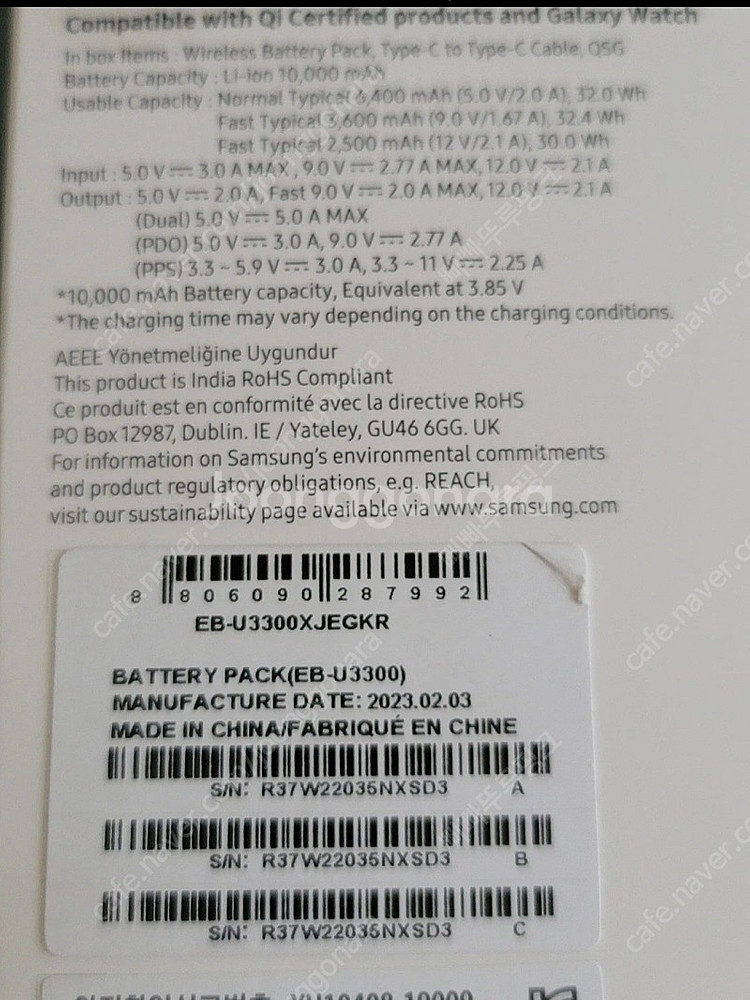 Compatible with Qi Certified products and Galaxy Watch
In box Items : Wireless Battery Pack, Type-C to Type-C Cable, QSG
Battery Capacity : Li-Ion 10,000 mAh
Usable Capacity : Normal Typical 6,400 mAh (5.0 V/2.0 A), 32.0 Wh
Fast Typical 3,600 mAh (9.0 V/1.67 A), 32.4 Wh
Fast Typical 2,500 mAh (12 V/2.1 A), 30.0 Wh
Input : 5.0 V⎓ 3.0 A MAX, 9.0 V⎓ 2.77 A MAX, 12.0 V⎓ 2.1 A
Output : 5.0 V⎓ 2.0 A, Fast 9.0 V⎓ 2.0 A MAX, 12.0 V⎓ 2.1 A
(Dual) 5.0 V⎓ 5.0 A MAX
(PDO) 5.0 V⎓ 3.0 A, 9.0 V⎓ 2.77 A
(PPS) 3.3 ~ 5.9 V⎓ 3.0 A, 3.3 ~ 11 V⎓ 2.25 A
*10,000 mAh Battery capacity, Equivalent at 3.85 V
*The charging time may vary depending on the charging conditions.
AEEE Yönetmeliğine Uygundur
This product is India RoHS Compliant
Ce produit est en conformité avec la directive RoHS
PO Box 12987, Dublin. IE / Yateley, GU46 6GG. UK
For information on Samsung's environmental commitments
and product regulatory obligations, e.g. REACH,
visit our sustainability page available via www.samsung.com
joonggonara
8 806090 287992
EB-U3300XJEGKR
BATTERY PACK(EB-U3300)
MANUFACTURE DATE: 2023.02.03
MADE IN CHINA/FABRIQUÉ EN CHINE
S/N: R37W22035NXSD3 A
S/N: R37W22035NXSD3 B
S/N: R37W22035NXSD3 C
cafe.naver.co
cafe.naver.co
cafe.naver.co